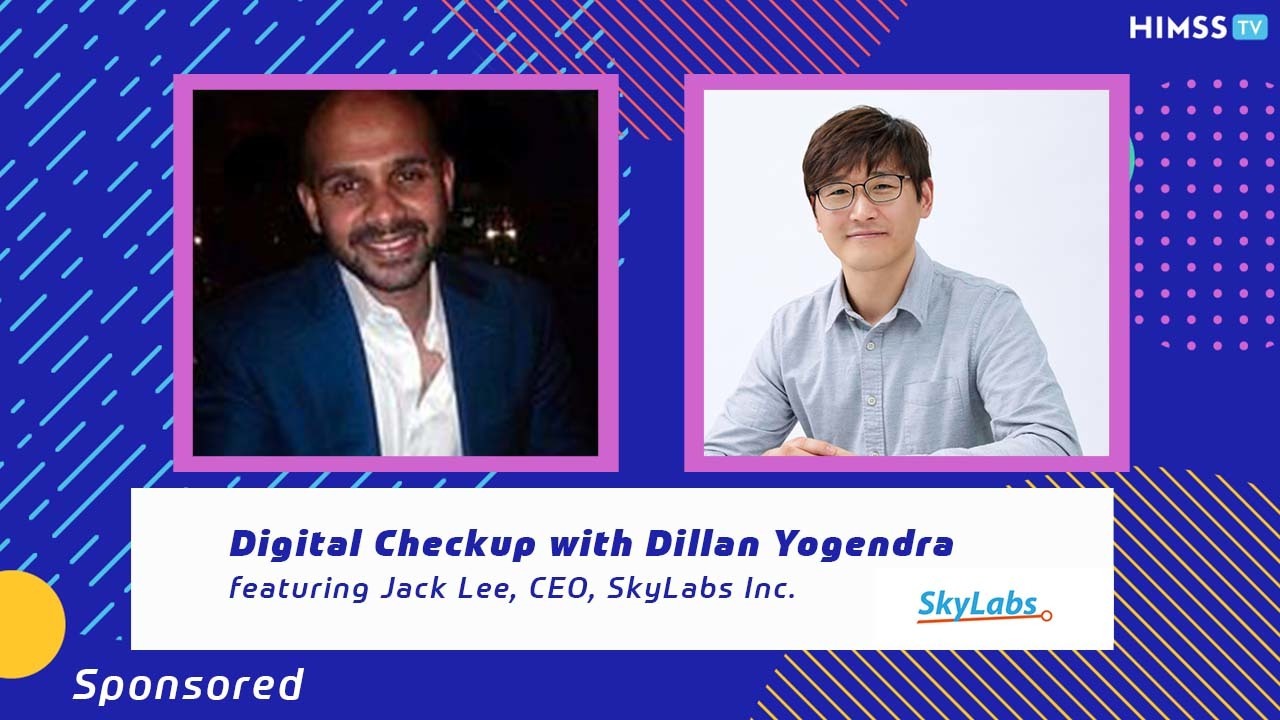 HIMSS TV
Digital Checkup with Dillan Yogendra
featuring Jack Lee, CEO, SkyLabs Inc.
SkyLabs
Sponsored